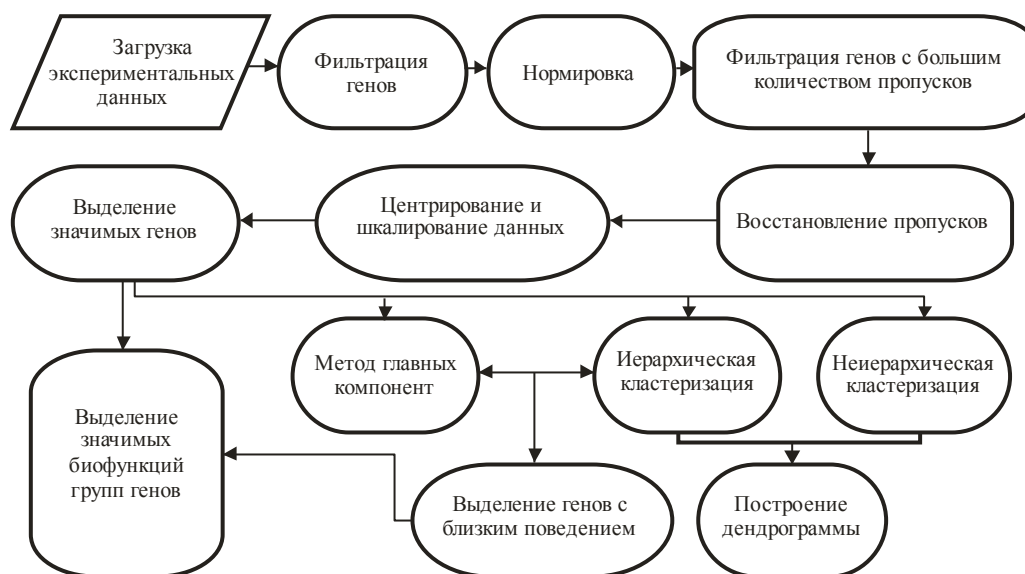 Загрузка
экспериментальных
данных
Фильтрация
генов
Нормировка
Фильтрация генов с большим
количеством пропусков
Выделение
значимых генов
Центрирование и
шкалирование данных
Восстановление пропусков
Метод главных
компонент
Иерархическая
кластеризация
Неиерархическая
кластеризация
Выделение
значимых
биофункций
групп генов
Выделение генов с
близким поведением
Построение
дендрограммы